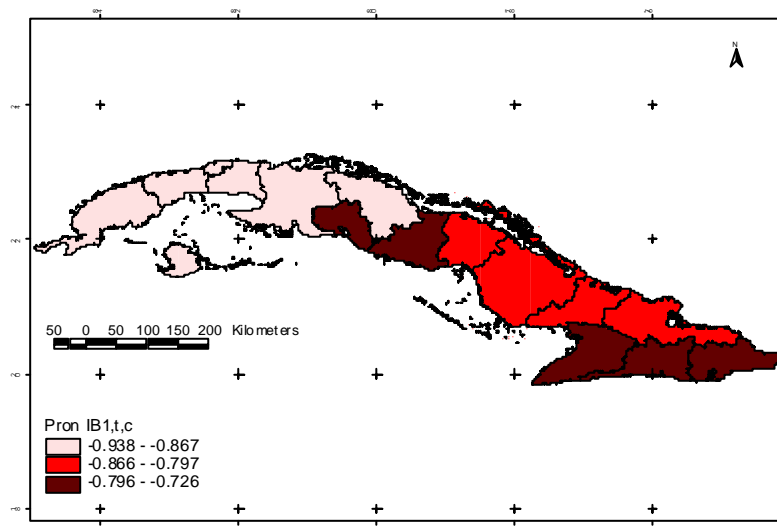 N
50 0 50 100 150 200 Kilometers
Pron IB1,t,c
-0.938 - -0.867
-0.866 - -0.797
-0.796 - -0.726